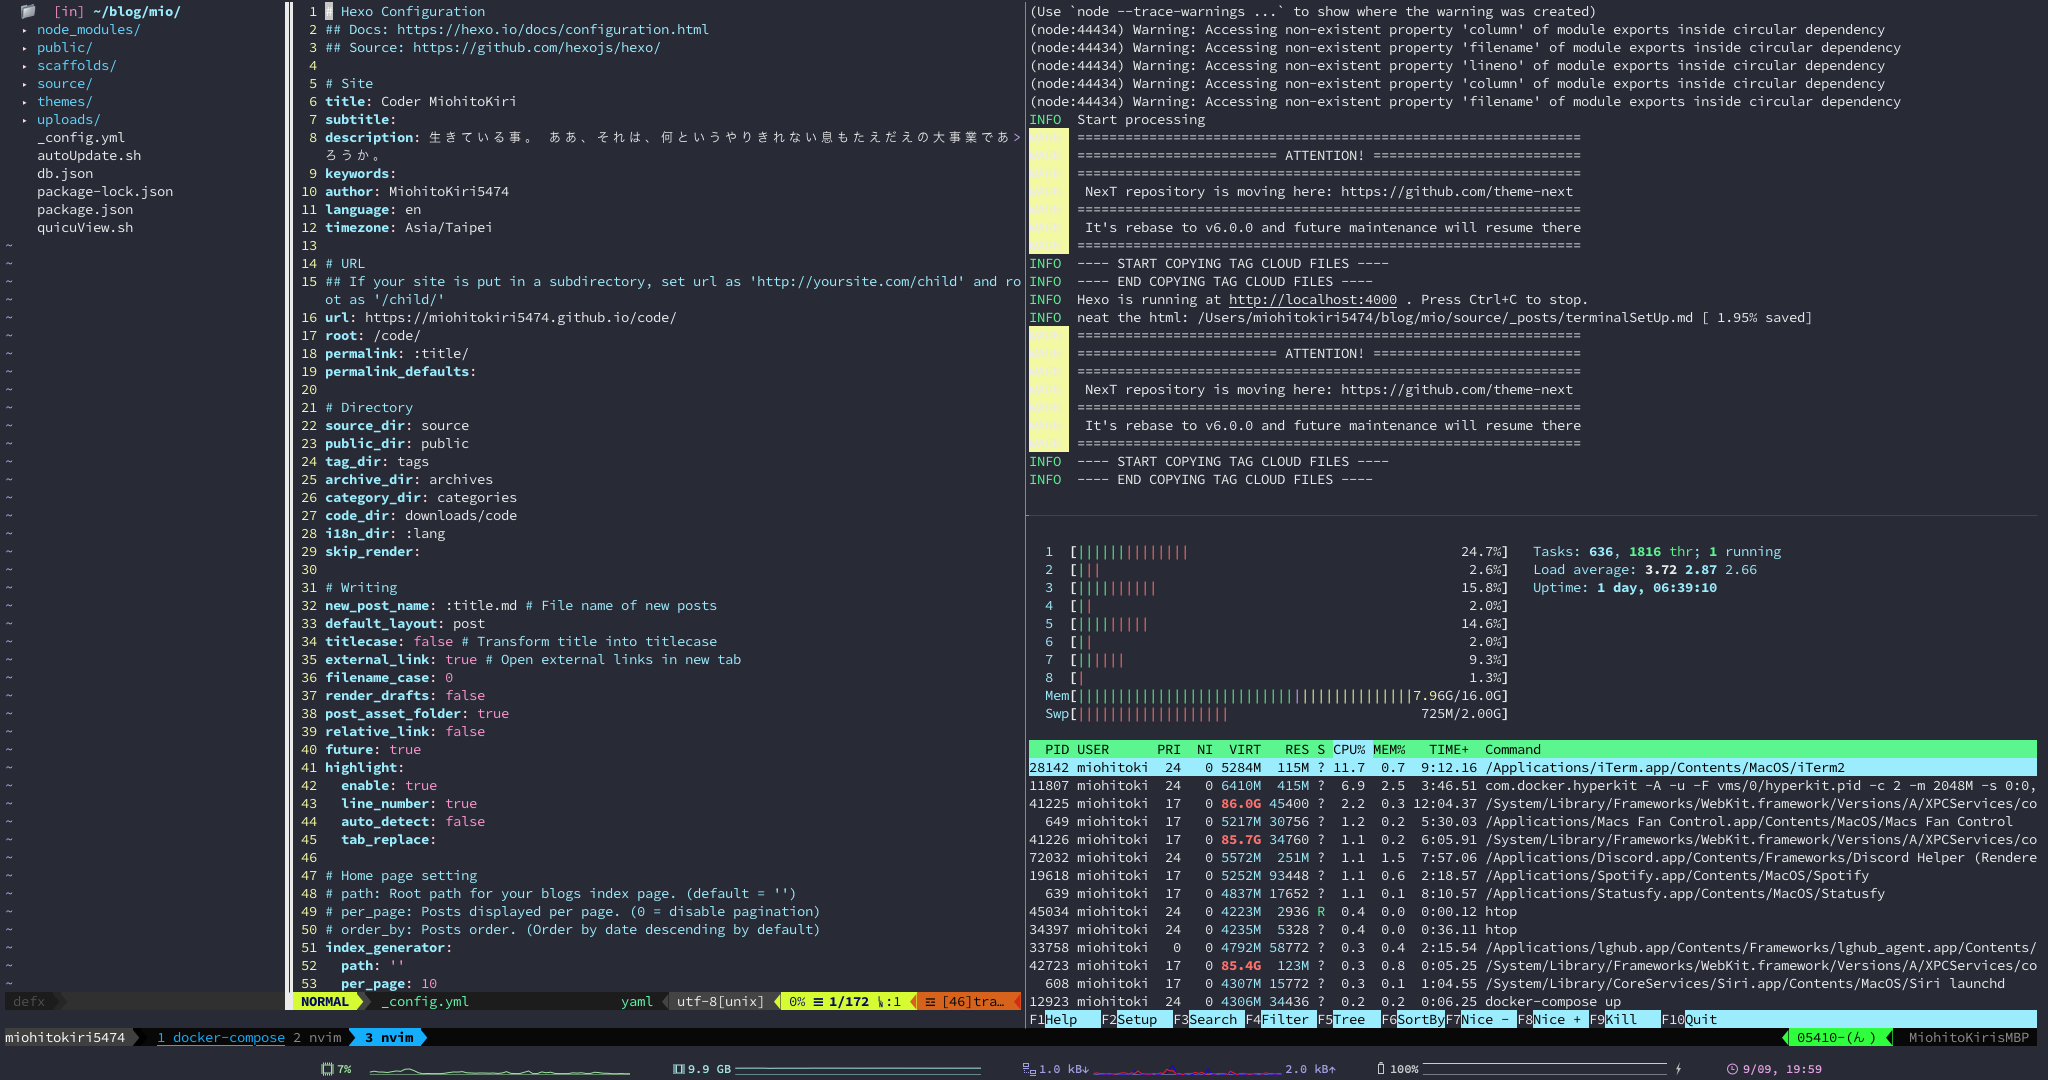 [in] ~/blog/mio/
▸ node_modules/
▸ public/
▸ scaffolds/
▸ source/
▸ themes/
▸ uploads/
_config.yml
autoUpdate.sh
db.json
package-lock.json
package.json
quicuView.sh
defx
1 # Hexo Configuration
2 ## Docs: https://hexo.io/docs/configuration.html
3 ## Source: https://github.com/hexojs/hexo/
4
5 # Site
6 title: Coder MiohitoKiri
7 subtitle:
8 description: 生きている事。 ああ、それは、何というやりきれない息もたえだえの大事業であ>
ろうか。
9 keywords:
10 author: MiohitoKiri5474
11 language: en
12 timezone: Asia/Taipei
13
14 # URL
15 ## If your site is put in a subdirectory, set url as 'http://yoursite.com/child' and ro
ot as '/child/'
16 url: https://miohitokiri5474.github.io/code/
17 root: /code/
18 permalink: :title/
19 permalink_defaults:
20
21 # Directory
22 source_dir: source
23 public_dir: public
24 tag_dir: tags
25 archive_dir: archives
26 category_dir: categories
27 code_dir: downloads/code
28 i18n_dir: :lang
29 skip_render:
30
31 # Writing
32 new_post_name: :title.md # File name of new posts
33 default_layout: post
34 titlecase: false # Transform title into titlecase
35 external_link: true # Open external links in new tab
36 filename_case: 0
37 render_drafts: false
38 post_asset_folder: true
39 relative_link: false
40 future: true
41 highlight:
42 enable: true
43 line_number: true
44 auto_detect: false
45 tab_replace:
46
47 # Home page setting
48 # path: Root path for your blogs index page. (default = '')
49 # per_page: Posts displayed per page. (0 = disable pagination)
50 # order_by: Posts order. (Order by date descending by default)
51 index_generator:
52 path: ''
53 per_page: 10
NORMAL _config.yml yaml utf-8[unix] 0% ≡ 1/172 :1 [46]tra…
(Use `node --trace-warnings ...` to show where the warning was created)
(node:44434) Warning: Accessing non-existent property 'column' of module exports inside circular dependency
(node:44434) Warning: Accessing non-existent property 'filename' of module exports inside circular dependency
(node:44434) Warning: Accessing non-existent property 'lineno' of module exports inside circular dependency
(node:44434) Warning: Accessing non-existent property 'column' of module exports inside circular dependency
(node:44434) Warning: Accessing non-existent property 'filename' of module exports inside circular dependency
INFO Start processing
===============================================================
========================= ATTENTION! ==========================
===============================================================
NexT repository is moving here: https://github.com/theme-next
===============================================================
It's rebase to v6.0.0 and future maintenance will resume there
===============================================================
INFO ---- START COPYING TAG CLOUD FILES ----
INFO ---- END COPYING TAG CLOUD FILES ----
INFO Hexo is running at http://localhost:4000 . Press Ctrl+C to stop.
INFO neat the html: /Users/miohitokiri5474/blog/mio/source/_posts/terminalSetUp.md [ 1.95% saved]
===============================================================
========================= ATTENTION! ==========================
===============================================================
NexT repository is moving here: https://github.com/theme-next
===============================================================
It's rebase to v6.0.0 and future maintenance will resume there
===============================================================
INFO ---- START COPYING TAG CLOUD FILES ----
INFO ---- END COPYING TAG CLOUD FILES ----
1 [|||||||||||||| 24.7%] Tasks: 636, 1816 thr; 1 running
2 [||| 2.6%] Load average: 3.72 2.87 2.66
3 [|||||||||| 15.8%] Uptime: 1 day, 06:39:10
4 [|| 2.0%]
5 [||||||||| 14.6%]
6 [|| 2.0%]
7 [|||||| 9.3%]
8 [| 1.3%]
Mem[||||||||||||||||||||||||||||||||||||||||||7.96G/16.0G]
Swp[||||||||||||||||||| 725M/2.00G]
PID USER PRI NI VIRT RES S CPU% MEM% TIME+ Command
28142 miohitoki 24 0 5284M 115M ? 11.7 0.7 9:12.16 /Applications/iTerm.app/Contents/MacOS/iTerm2
11807 miohitoki 24 0 6410M 415M ? 6.9 2.5 3:46.51 com.docker.hyperkit -A -u -F vms/0/hyperkit.pid -c 2 -m 2048M -s 0:0,
41225 miohitoki 17 0 86.0G 45400 ? 2.2 0.3 12:04.37 /System/Library/Frameworks/WebKit.framework/Versions/A/XPCServices/co
649 miohitoki 17 0 5217M 30756 ? 1.2 0.2 5:30.03 /Applications/Macs Fan Control.app/Contents/MacOS/Macs Fan Control
41226 miohitoki 17 0 85.7G 34760 ? 1.1 0.2 6:05.91 /System/Library/Frameworks/WebKit.framework/Versions/A/XPCServices/co
72032 miohitoki 24 0 5572M 251M ? 1.1 1.5 7:57.06 /Applications/Discord.app/Contents/Frameworks/Discord Helper (Rendere
19618 miohitoki 17 0 5252M 93448 ? 1.1 0.6 2:18.57 /Applications/Spotify.app/Contents/MacOS/Spotify
639 miohitoki 17 0 4837M 17652 ? 1.1 0.1 8:10.57 /Applications/Statusfy.app/Contents/MacOS/Statusfy
45034 miohitoki 24 0 4223M 2936 R 0.4 0.0 0:00.12 htop
34397 miohitoki 24 0 4235M 5328 ? 0.4 0.0 0:36.11 htop
33758 miohitoki 0 0 4792M 58772 ? 0.3 0.4 2:15.54 /Applications/lghub.app/Contents/Frameworks/lghub_agent.app/Contents/
42723 miohitoki 17 0 85.4G 123M ? 0.3 0.8 0:05.25 /System/Library/Frameworks/WebKit.framework/Versions/A/XPCServices/co
608 miohitoki 17 0 4307M 15772 ? 0.3 0.1 1:04.55 /System/Library/CoreServices/Siri.app/Contents/MacOS/Siri launchd
12923 miohitoki 24 0 4306M 34436 ? 0.2 0.2 0:06.25 docker-compose up
F1Help F2Setup F3Search F4Filter F5Tree F6SortByF7Nice - F8Nice + F9Kill F10Quit
miohitokiri5474 1 docker-compose 2 nvim 3 nvim 05410-(ん) MiohitoKirisMBP
7% 9.9 GB 1.0 kB↓ 2.0 kB↑ 100% 9/09, 19:59